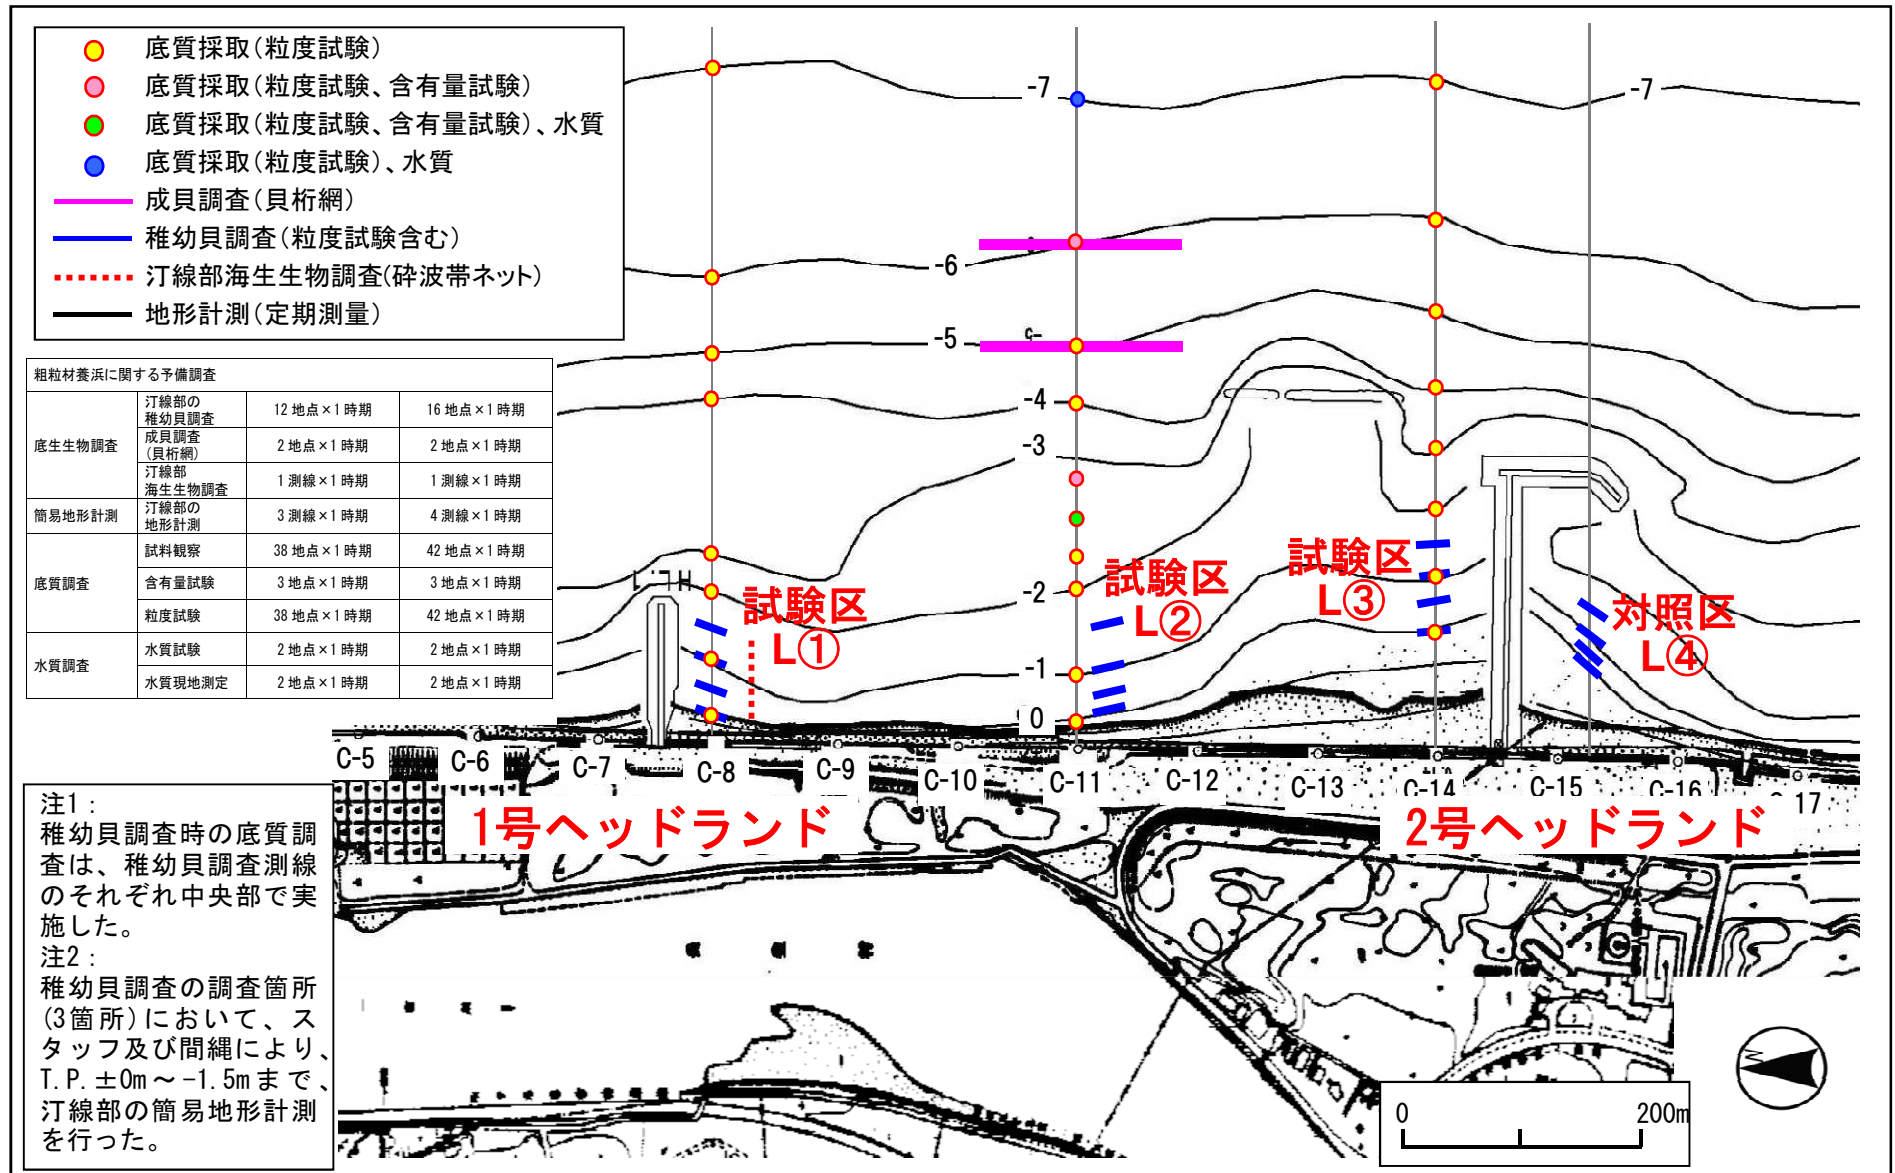 底質採取(粒度試験)
底質採取(粒度試験、含有量試験)
底質採取(粒度試験、含有量試験)、水質
底質採取(粒度試験)、水質
成貝調査(貝桁網)
稚幼貝調査(粒度試験含む)
汀線部海生生物調査(砕波帯ネット)
地形計測(定期測量)
粗粒材養浜に関する予備調査
底生生物調査
汀線部の
稚幼貝調査
12地点×1時期
16地点×1時期
成貝調査
(貝桁網)
2地点×1時期
2地点×1時期
汀線部
海生生物調査
1測線×1時期
1測線×1時期
簡易地形計測
汀線部の
地形計測
3測線×1時期
4測線×1時期
底質調査
試料観察
38地点×1時期
42地点×1時期
含有量試験
3地点×1時期
3地点×1時期
粒度試験
38地点×1時期
42地点×1時期
水質調査
水質試験
2地点×1時期
2地点×1時期
水質現地測定
2地点×1時期
2地点×1時期
-7
-7
-6
-5
-4
-3
-2
-1
0
試験区
L①
試験区
L②
試験区
L③
対照区
L④
C-5
C-6
C-7
C-8
C-9
C-10
C-11
C-12
C-13
C-14
C-15
C-16
17
1号ヘッドランド
2号ヘッドランド
注1:
稚幼貝調査時の底質調
査は、稚幼貝調査測線
のそれぞれ中央部で実
施した。
注2:
稚幼貝調査の調査箇所
(3箇所)において、ス
タッフ及び間縄により、
T.P.±0m～-1.5mまで、
汀線部の簡易地形計測
を行った。
N
0
200m